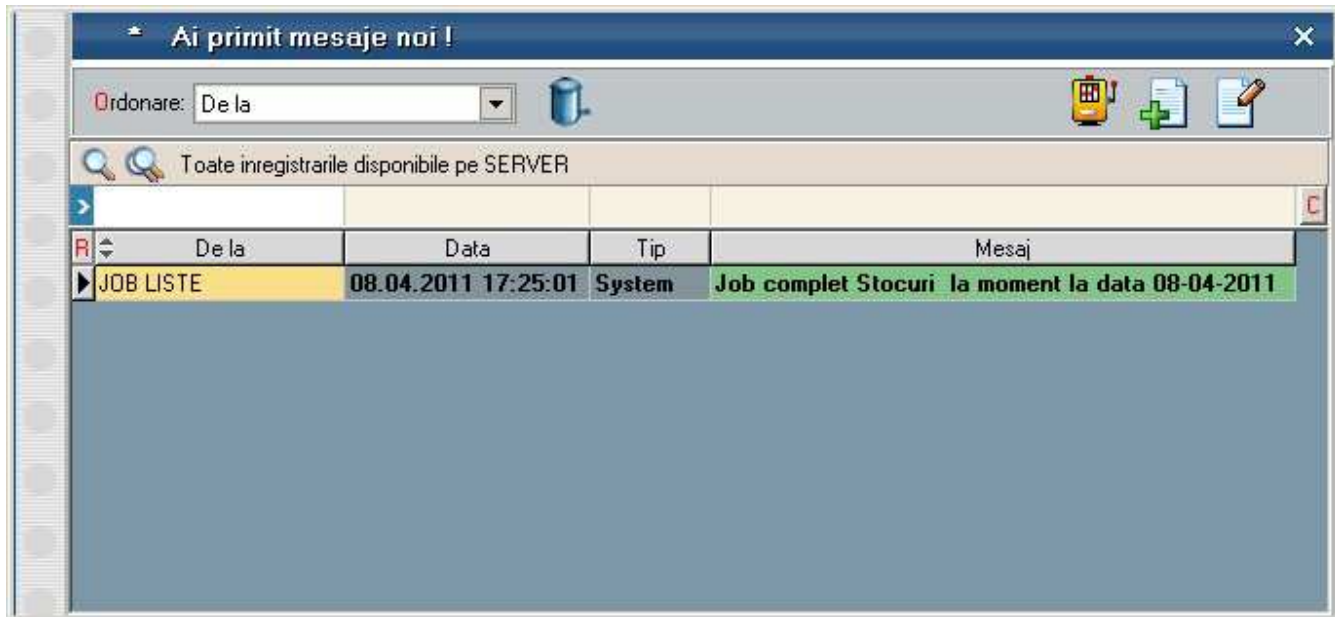 Ai primit mesaje noi !
Ordonare: De la
Toate inregistrarile disponibile pe SERVER
> C
R De la Data Tip Mesaj
JOB LISTE 08.04.2011 17:25:01 System Job complet Stocuri la moment la data 08-04-2011